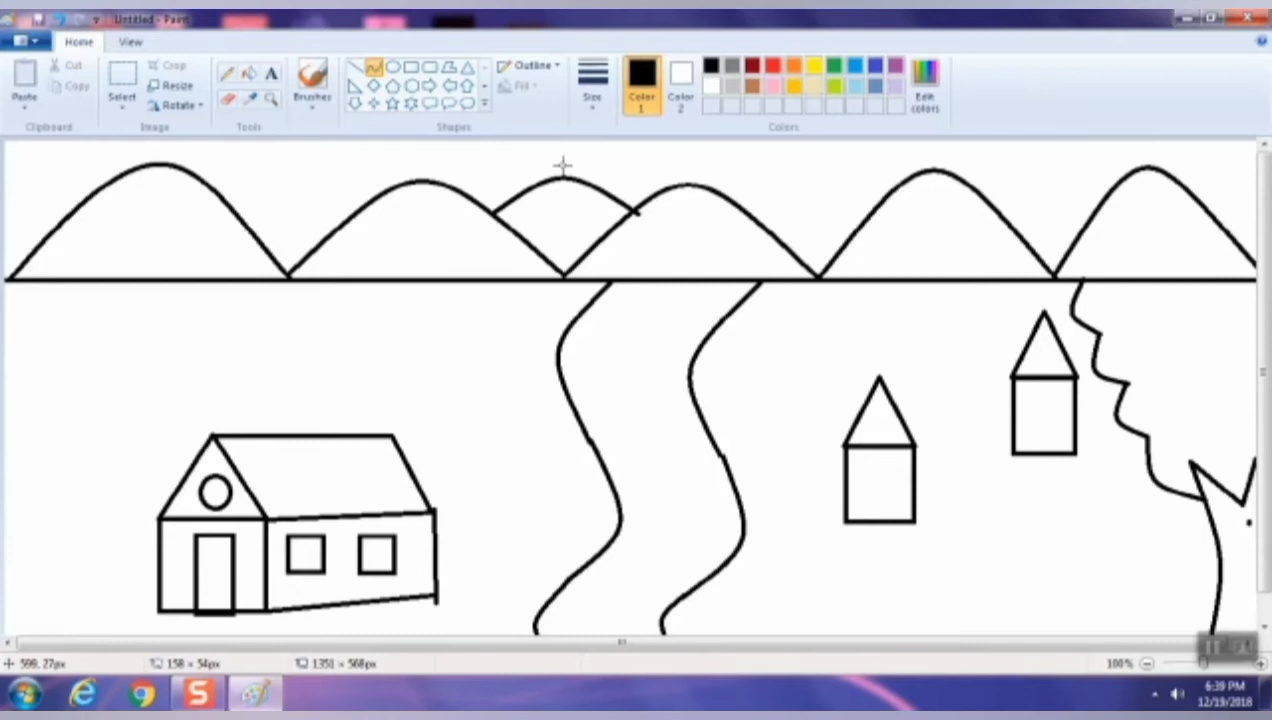 Untitled - Paint
Home View
Cut
Copy
Paste
Clipboard
Crop
Resize
Rotate
Select
Image
A
Tools
Brushes
Outline
Fill
Shapes
Size
Color 1
Color 2
Edit colors
Colors
599, 27px
158 × 54px
1351 × 568px
100%
S
6:39 PM
12/19/2018